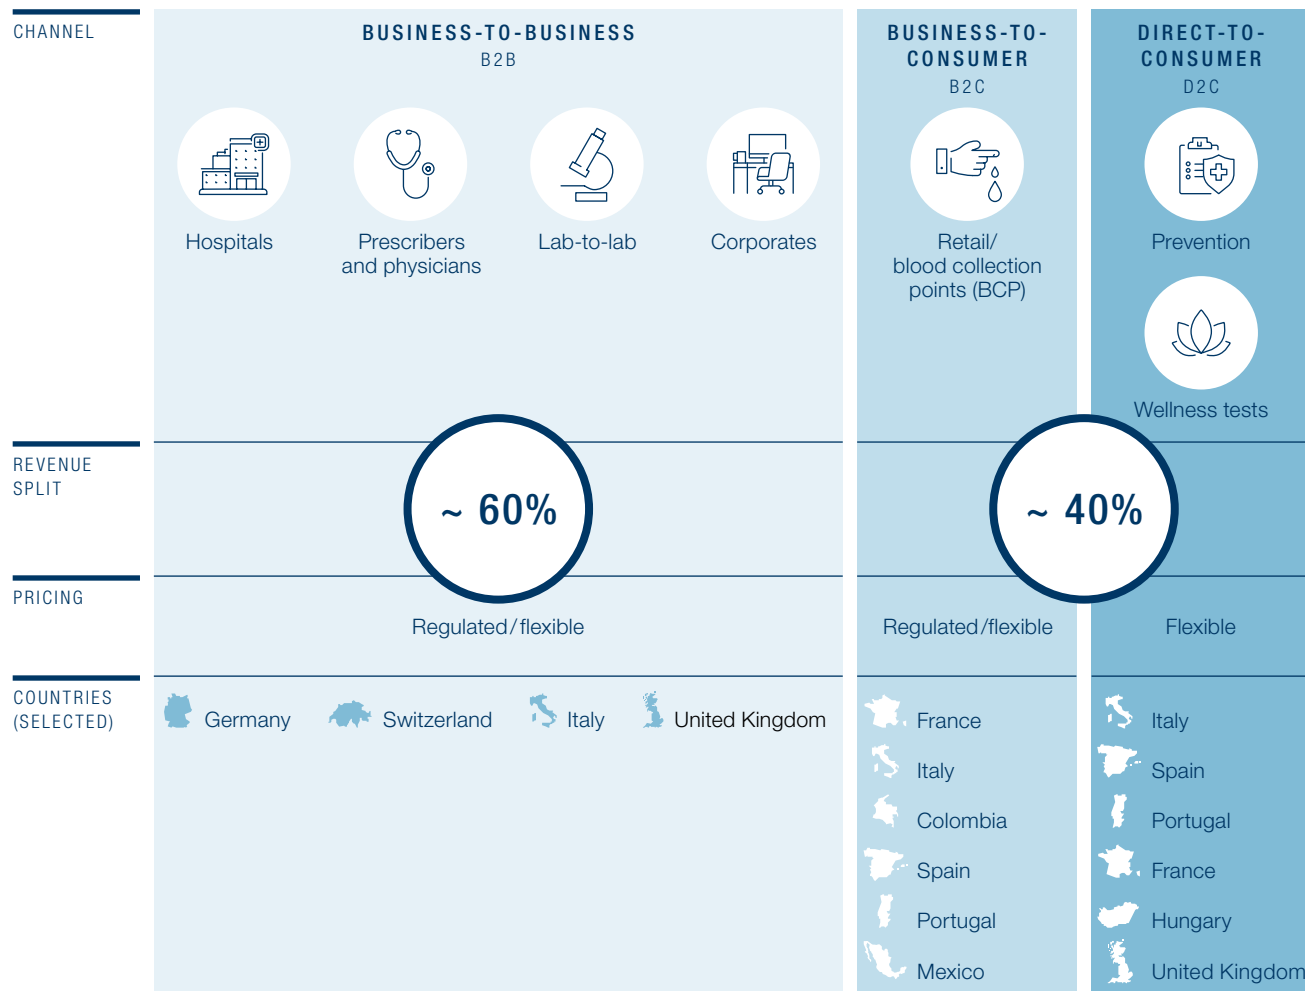 CHANNEL
BUSINESS-TO-BUSINESS
B2B
Hospitals
Prescribers
and physicians
Lab-to-lab
Corporates
BUSINESS-TO-
CONSUMER
B2C
Retail/
blood collection
points (BCP)
DIRECT-TO-
CONSUMER
D2C
Prevention
Wellness tests
REVENUE
SPLIT
~ 60%
~ 40%
PRICING
Regulated/flexible
Regulated/flexible
Flexible
COUNTRIES
(SELECTED)
Germany
Switzerland
Italy
United Kingdom
France
Italy
Colombia
Spain
Portugal
Mexico
Italy
Spain
Portugal
France
Hungary
United Kingdom